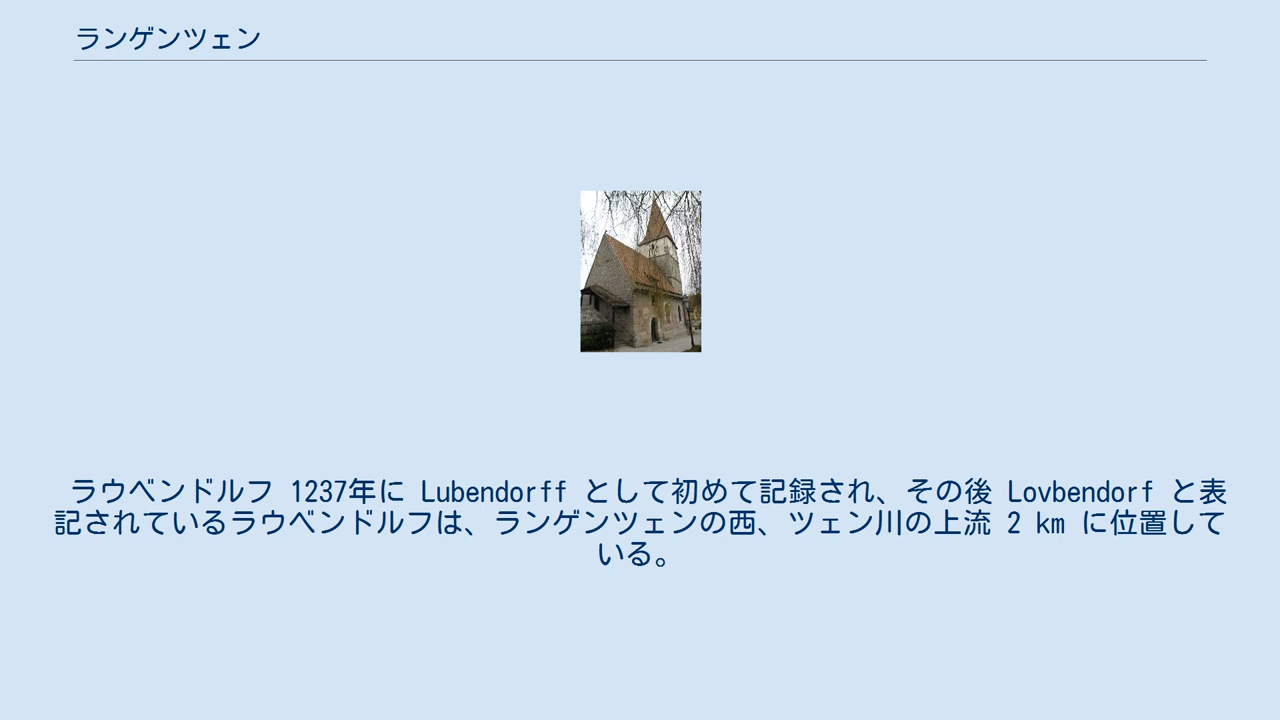 ランゲンツェン
ラウベンドルフ 1237年に Lubendorff として初めて記録され、その後 Lovbendorf と表
記されているラウベンドルフは、ランゲンツェンの西、ツェン川の上流 2 km に位置して
いる。